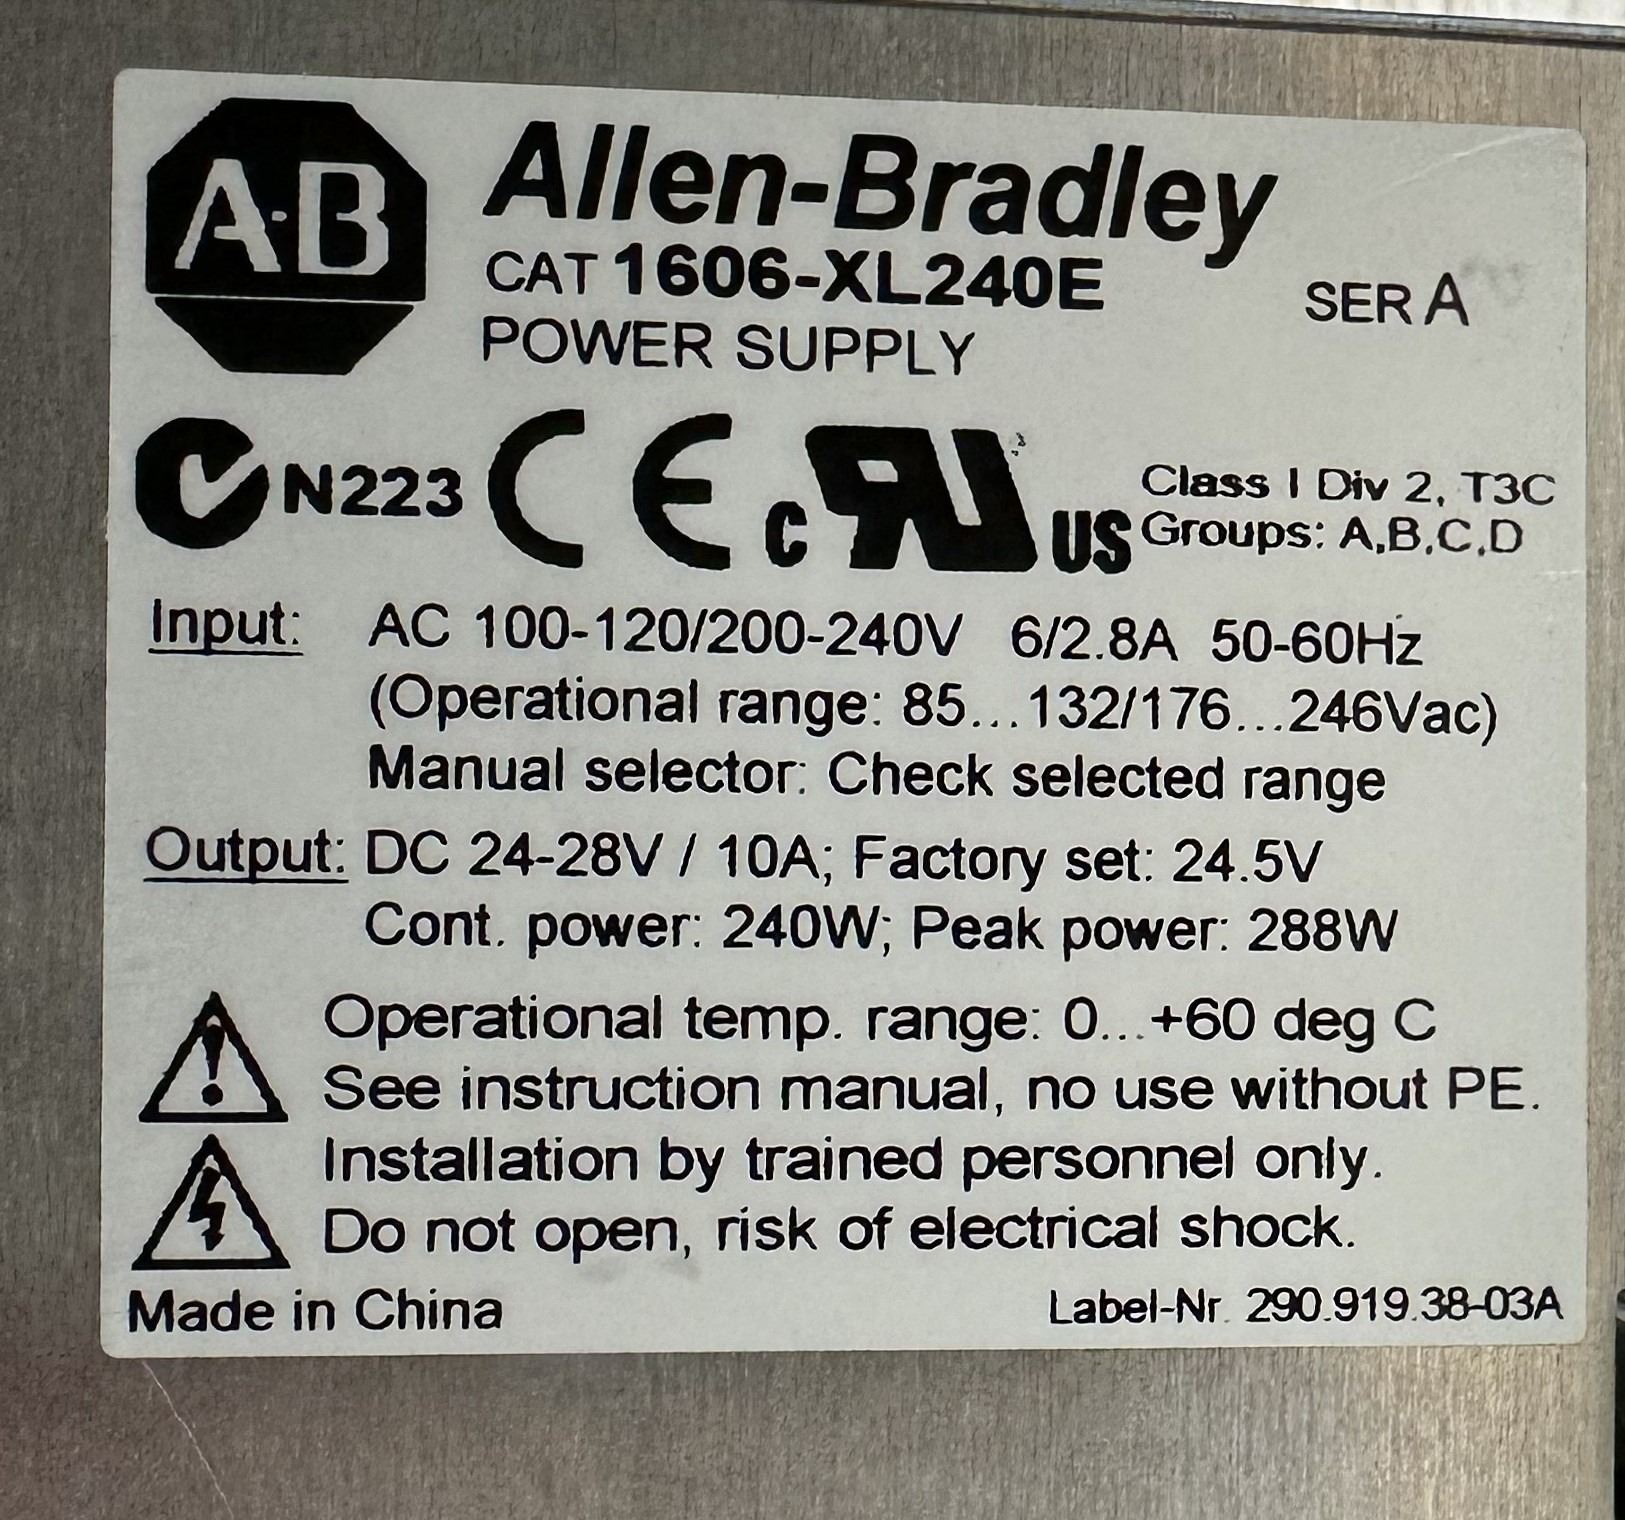 A-B Allen-Bradley
CAT 1606-XL240E SER A
POWER SUPPLY
N223 CE c RU US Class I Div 2, T3C
Groups: A,B,C,D
Input: AC 100-120/200-240V 6/2.8A 50-60Hz
(Operational range: 85...132/176...246Vac)
Manual selector: Check selected range
Output: DC 24-28V / 10A; Factory set: 24.5V
Cont. power: 240W; Peak power: 288W
Operational temp. range: 0...+60 deg C
See instruction manual, no use without PE.
Installation by trained personnel only.
Do not open, risk of electrical shock.
Made in China Label-Nr. 290.919.38-03A